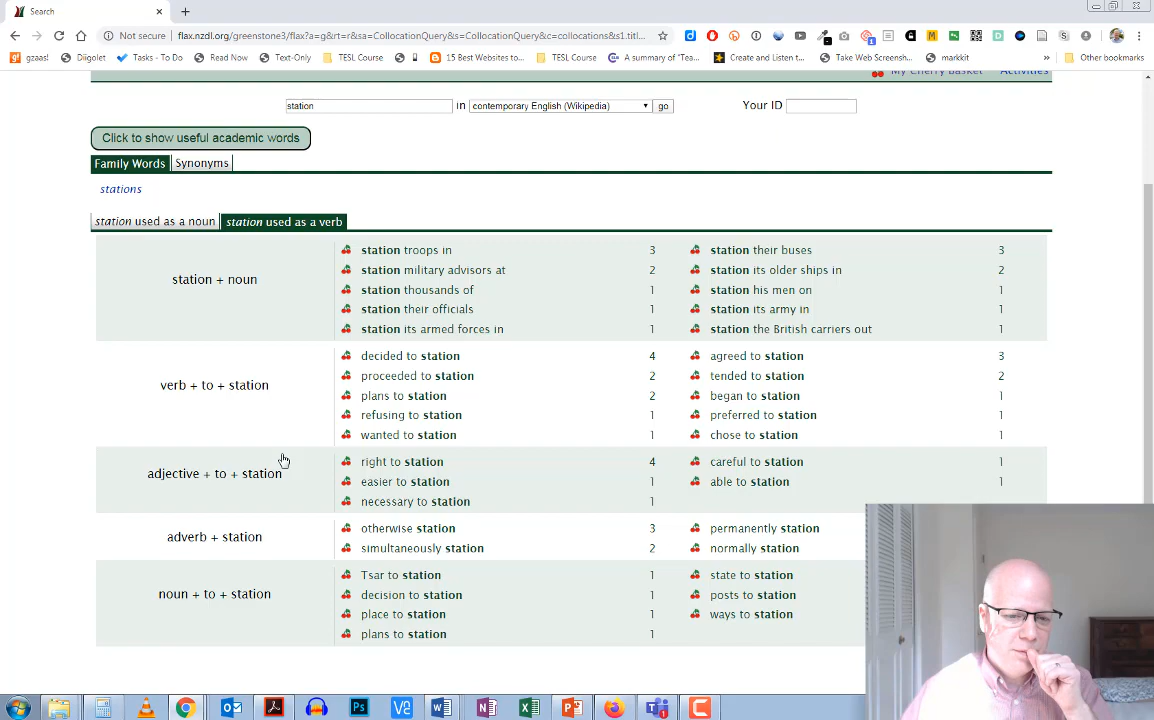 Search
Not secure flax.nzdl.org/greenstone3/flax?a=g&rt=r&sa=CollocationQuery&s=CollocationQuery&c=collocations&s1.titl...
gzaas! Diigolet Tasks - To Do Read Now Text-Only TESL Course 15 Best Websites to... TESL Course A summary of 'Tea... Create and Listen t... Take Web Screensh... markkit » Other bookmarks
My Cherry Basket Activities
station in contemporary English (Wikipedia) go Your ID
Click to show useful academic words
Family Words Synonyms
stations
station used as a noun station used as a verb
station + noun
station troops in 3 station their buses 3
station military advisors at 2 station its older ships in 2
station thousands of 1 station his men on 1
station their officials 1 station its army in 1
station its armed forces in 1 station the British carriers out 1
verb + to + station
decided to station 4 agreed to station 3
proceeded to station 2 tended to station 2
plans to station 2 began to station 1
refusing to station 1 preferred to station 1
wanted to station 1 chose to station 1
adjective + to + station
right to station 4 careful to station 1
easier to station 1 able to station 1
necessary to station 1
adverb + station
otherwise station 3 permanently station
simultaneously station 2 normally station
noun + to + station
Tsar to station 1 state to station
decision to station 1 posts to station
place to station 1 ways to station
plans to station 1